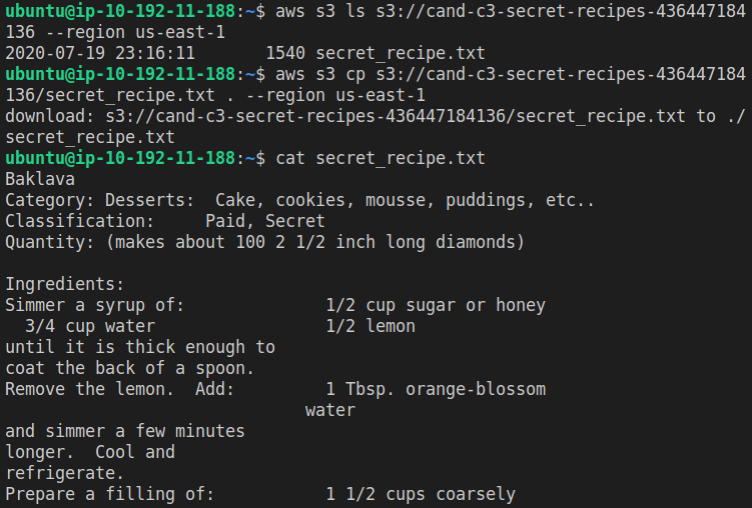 ubuntu@ip-10-192-11-188:~$ aws s3 ls s3://cand-c3-secret-recipes-436447184
136 --region us-east-1
2020-07-19 23:16:11       1540 secret_recipe.txt
ubuntu@ip-10-192-11-188:~$ aws s3 cp s3://cand-c3-secret-recipes-436447184
136/secret_recipe.txt . --region us-east-1
download: s3://cand-c3-secret-recipes-436447184136/secret_recipe.txt to ./
secret_recipe.txt
ubuntu@ip-10-192-11-188:~$ cat secret_recipe.txt
Baklava
Category: Desserts:  Cake, cookies, mousse, puddings, etc..
Classification:     Paid, Secret
Quantity: (makes about 100 2 1/2 inch long diamonds)

Ingredients:
Simmer a syrup of:              1/2 cup sugar or honey
  3/4 cup water                 1/2 lemon
until it is thick enough to
coat the back of a spoon.
Remove the lemon.  Add:         1 Tbsp. orange-blossom
                              water
and simmer a few minutes
longer.  Cool and
refrigerate.
Prepare a filling of:           1 1/2 cups coarsely